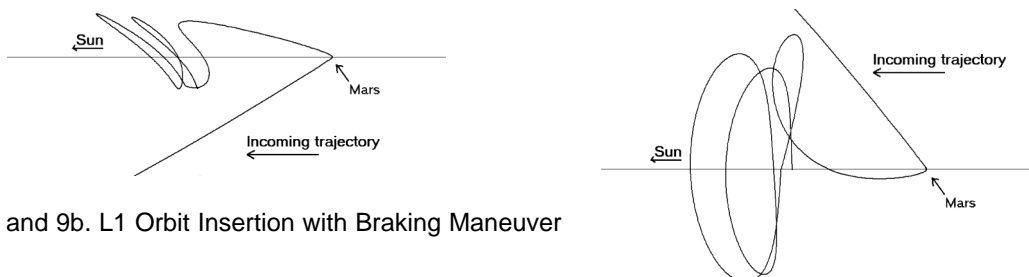 Sun
Mars
Incoming trajectory
and 9b. L1 Orbit Insertion with Braking Maneuver
Incoming trajectory
Sun
Mars